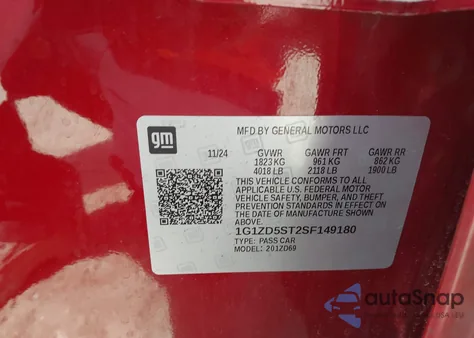 gm
MFD BY GENERAL MOTORS LLC
11/24 GVWR GAWR FRT GAWR RR
1823 KG 961 KG 862 KG
4018 LB 2118 LB 1900 LB
THIS VEHICLE CONFORMS TO ALL
APPLICABLE U.S. FEDERAL MOTOR
VEHICLE SAFETY, BUMPER, AND THEFT
PREVENTION STANDARDS IN EFFECT
ON THE DATE OF MANUFACTURE SHOWN
ABOVE.
1G1ZD5ST2SF149180
TYPE: PASS CAR
MODEL: 201ZD69
autoSnap